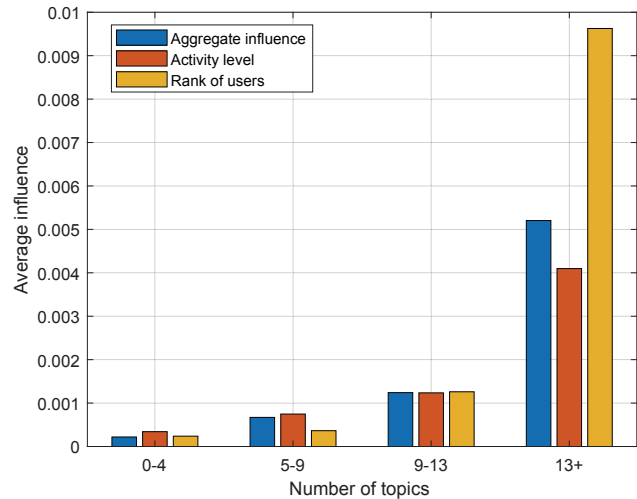 0.01
0.009
0.008
0.007
0.006
0.005
0.004
0.003
0.002
0.001
0
Average influence
Aggregate influence
Activity level
Rank of users
0-4 5-9 9-13 13+
Number of topics